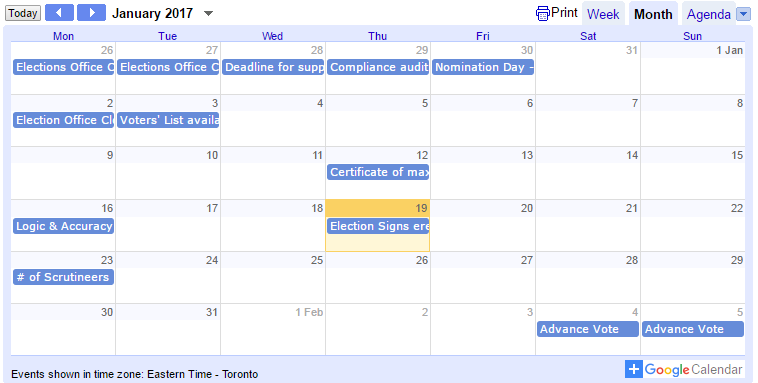 Today January 2017 Print Week Month Agenda
Mon Tue Wed Thu Fri Sat Sun
26 27 28 29 30 31 1 Jan
Elections Office C Elections Office C Deadline for supp Compliance audit Nomination Day -
2 3 4 5 6 7 8
Election Office Cl Voters' List availa
9 10 11 12 13 14 15
Certificate of max
16 17 18 19 20 21 22
Logic & Accuracy Election Signs ere
23 24 25 26 27 28 29
# of Scrutineers
30 31 1 Feb 2 3 4 5
Advance Vote Advance Vote
Events shown in time zone: Eastern Time - Toronto
+ Google Calendar